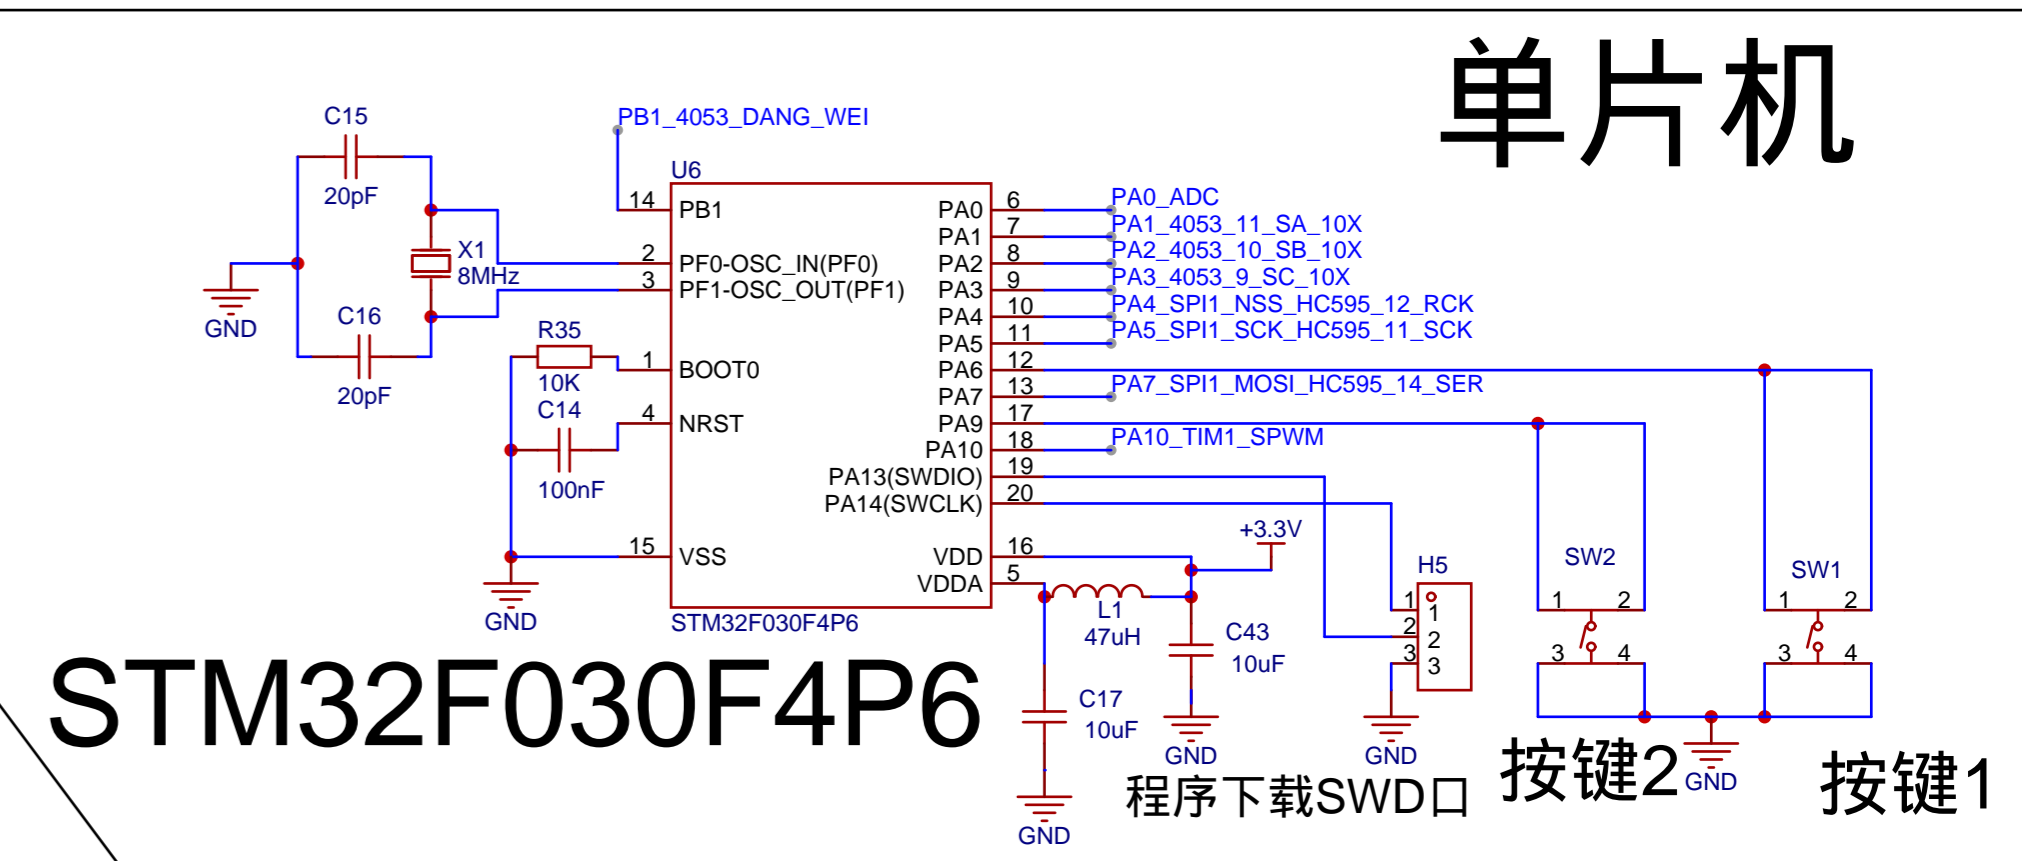 单片机
C15
20pF
X1
8MHz
GND
C16
20pF
PB1_4053_DANG_WEI
U6
14 PB1
2 PF0-OSC_IN(PF0)
3 PF1-OSC_OUT(PF1)
R35
10K
1 BOOT0
C14
100nF
4 NRST
15 VSS
GND
STM32F030F4P6
PA0 6 PA0_ADC
PA1 7 PA1_4053_11_SA_10X
PA2 8 PA2_4053_10_SB_10X
PA3 9 PA3_4053_9_SC_10X
PA4 10 PA4_SPI1_NSS_HC595_12_RCK
PA5 11 PA5_SPI1_SCK_HC595_11_SCK
PA6 12
PA7 13 PA7_SPI1_MOSI_HC595_14_SER
PA9 17
PA10 18 PA10_TIM1_SPWM
PA13(SWDIO) 19
PA14(SWCLK) 20
VDD 16
VDDA 5
+3.3V
L1
47uH
C43
10uF
GND
C17
10uF
GND
H5
1 1
2 2
3 3
GND
程序下载SWD口
SW2
1 2
3 4
按键2
GND
SW1
1 2
3 4
按键1
STM32F030F4P6